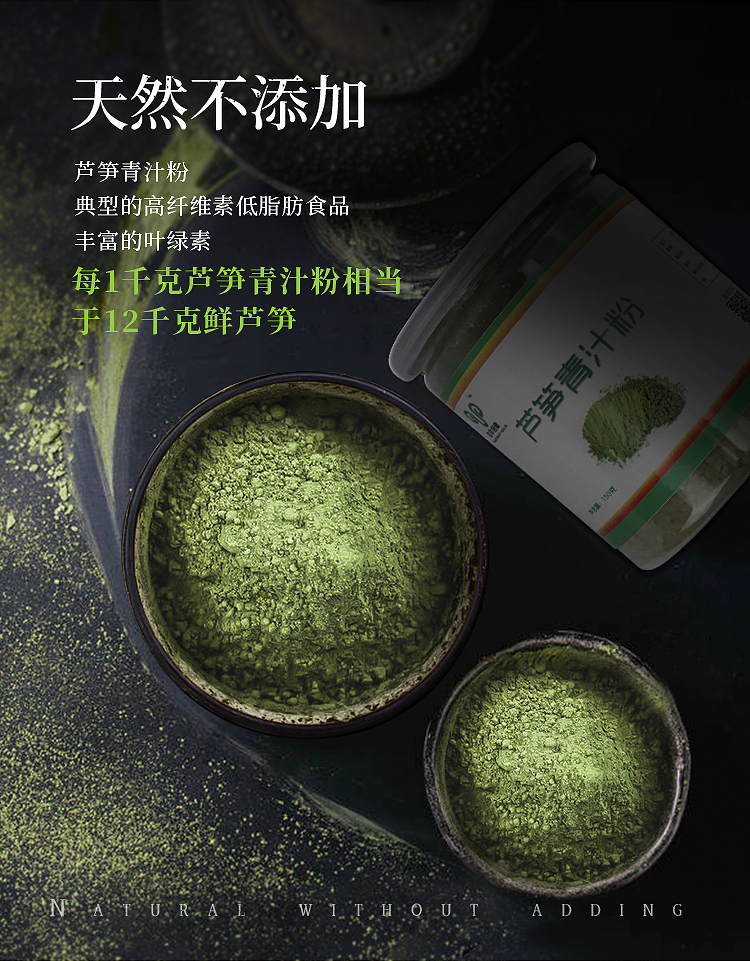 天然不添加
芦笋青汁粉
典型的高纤维素低脂肪食品
丰富的叶绿素
每1千克芦笋青汁粉相当
于12千克鲜芦笋
芦笋青汁粉
NATURAL WITHOUT ADDING